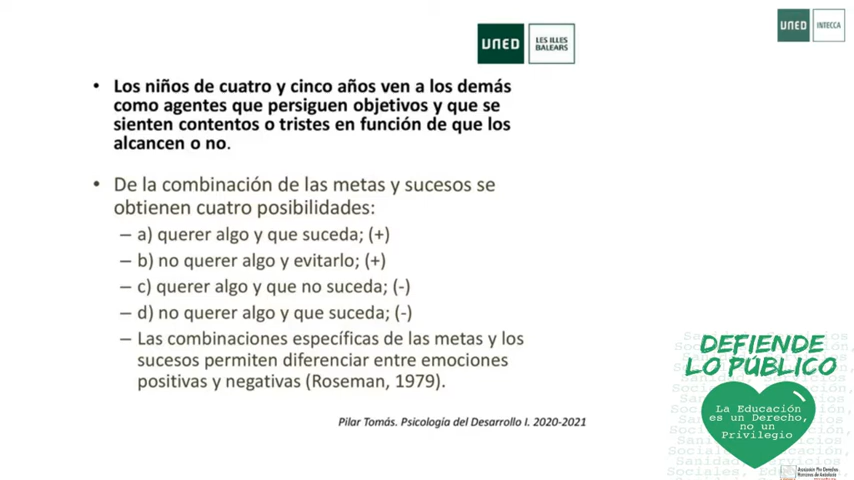 UNED
LES ILLES
BALEARS
UNED
INTECCA
• Los niños de cuatro y cinco años ven a los demás
como agentes que persiguen objetivos y que se
sienten contentos o tristes en función de que los
alcancen o no.
• De la combinación de las metas y sucesos se
obtienen cuatro posibilidades:
– a) querer algo y que suceda; (+)
– b) no querer algo y evitarlo; (+)
– c) querer algo y que no suceda; (-)
– d) no querer algo y que suceda; (-)
– Las combinaciones específicas de las metas y los
sucesos permiten diferenciar entre emociones
positivas y negativas (Roseman, 1979).
Pilar Tomás. Psicología del Desarrollo I. 2020-2021
DEFIENDE
LO PÚBLICO
La Educación
es un Derecho,
no un
Privilegio